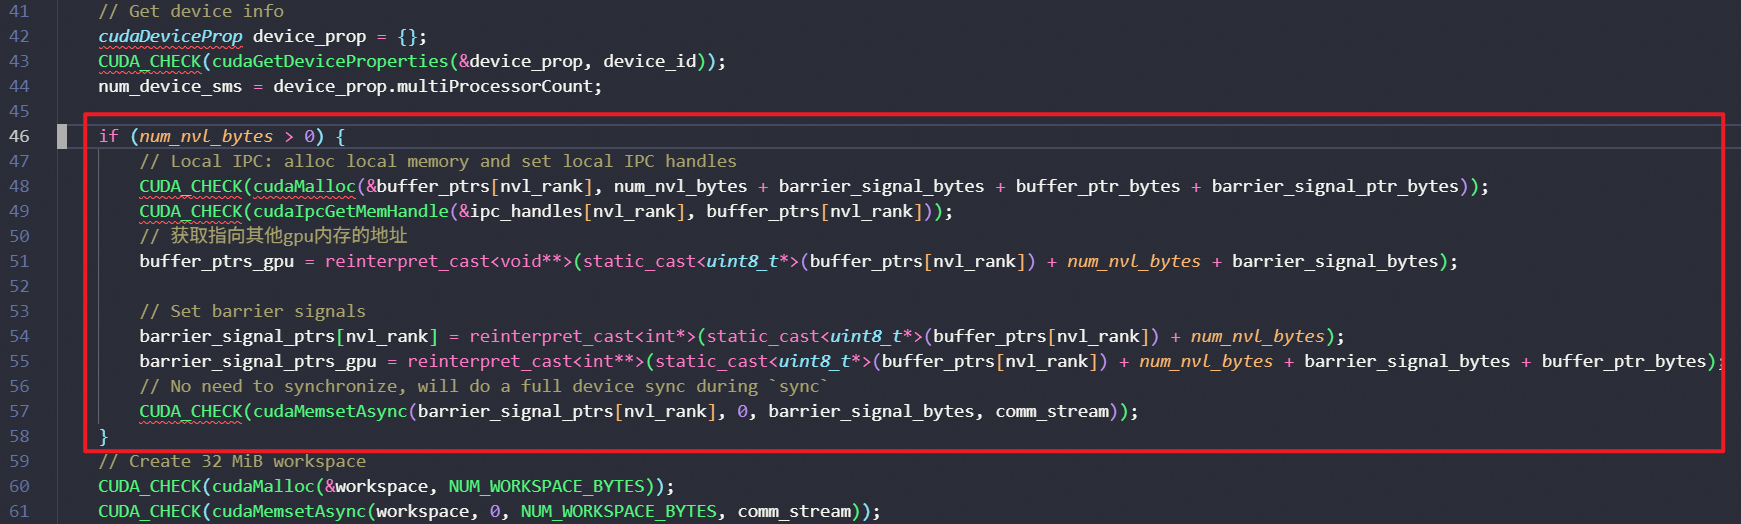 41 // Get device info
42 cudaDeviceProp device_prop = {};
43 CUDA_CHECK(cudaGetDeviceProperties(&device_prop, device_id));
44 num_device_sms = device_prop.multiProcessorCount;
45
46 if (num_nvl_bytes > 0) {
47 // Local IPC: alloc local memory and set local IPC handles
48 CUDA_CHECK(cudaMalloc(&buffer_ptrs[nvl_rank], num_nvl_bytes + barrier_signal_bytes + buffer_ptr_bytes + barrier_signal_ptr_bytes));
49 CUDA_CHECK(cudaIpcGetMemHandle(&ipc_handles[nvl_rank], buffer_ptrs[nvl_rank]));
50 // 获取指向其他gpu内存的地址
51 buffer_ptrs_gpu = reinterpret_cast<void**>(static_cast<uint8_t*>(buffer_ptrs[nvl_rank]) + num_nvl_bytes + barrier_signal_bytes);
52
53 // Set barrier signals
54 barrier_signal_ptrs[nvl_rank] = reinterpret_cast<int*>(static_cast<uint8_t*>(buffer_ptrs[nvl_rank]) + num_nvl_bytes);
55 barrier_signal_ptrs_gpu = reinterpret_cast<int**>(static_cast<uint8_t*>(buffer_ptrs[nvl_rank]) + num_nvl_bytes + barrier_signal_bytes + buffer_ptr_bytes);
56 // No need to synchronize, will do a full device sync during `sync`
57 CUDA_CHECK(cudaMemsetAsync(barrier_signal_ptrs[nvl_rank], 0, barrier_signal_bytes, comm_stream));
58 }
59 // Create 32 MiB workspace
60 CUDA_CHECK(cudaMalloc(&workspace, NUM_WORKSPACE_BYTES));
61 CUDA_CHECK(cudaMemsetAsync(workspace, 0, NUM_WORKSPACE_BYTES, comm_stream));